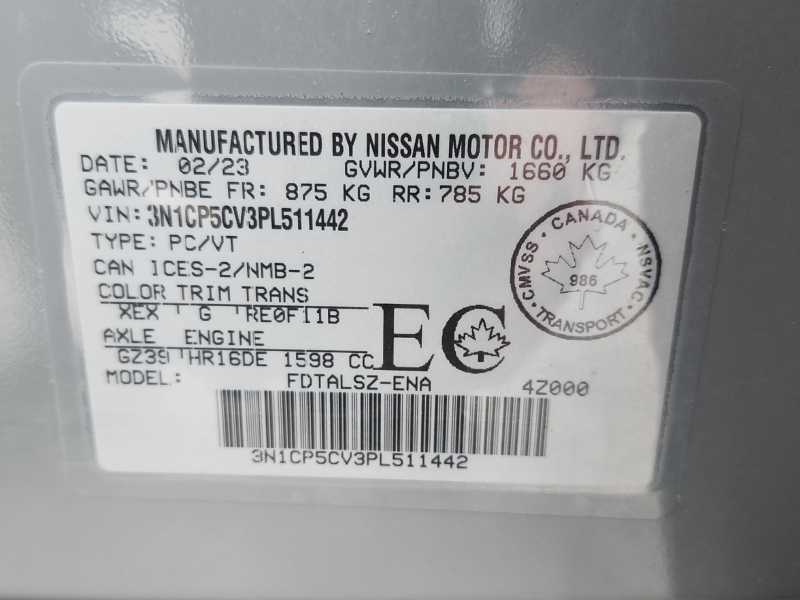 MANUFACTURED BY NISSAN MOTOR CO., LTD.
DATE: 02/23 GVWR/PNBV: 1660 KG
GAWR/PNBE FR: 875 KG RR: 785 KG
VIN: 3N1CP5CV3PL511442
TYPE: PC/VT
CAN ICES-2/NMB-2
COLOR TRIM TRANS
XEX G RE0F11B
AXLE ENGINE
GZ39 HR16DE 1598 CC
MODEL: FDTALSZ-ENA 4Z000
EC
CANADA
CMVSS · NSVAC
986
TRANSPORT
3N1CP5CV3PL511442